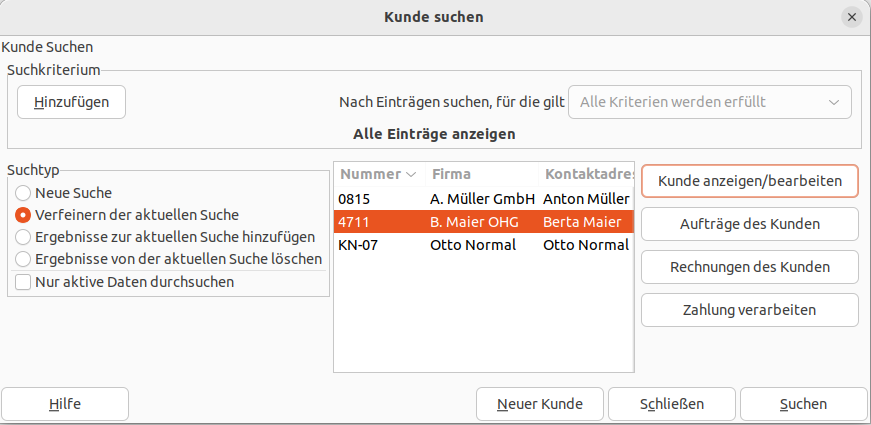 Kunde suchen
Kunde Suchen
Suchkriterium
Hinzufügen
Nach Einträgen suchen, für die gilt
Alle Kriterien werden erfüllt
Alle Einträge anzeigen
Suchtyp
Neue Suche
Verfeinern der aktuellen Suche
Ergebnisse zur aktuellen Suche hinzufügen
Ergebnisse von der aktuellen Suche löschen
Nur aktive Daten durchsuchen
Nummer Firma Kontaktadres
0815 A. Müller GmbH Anton Müller
4711 B. Maier OHG Berta Maier
KN-07 Otto Normal Otto Normal
Kunde anzeigen/bearbeiten
Aufträge des Kunden
Rechnungen des Kunden
Zahlung verarbeiten
Hilfe
Neuer Kunde
Schließen
Suchen